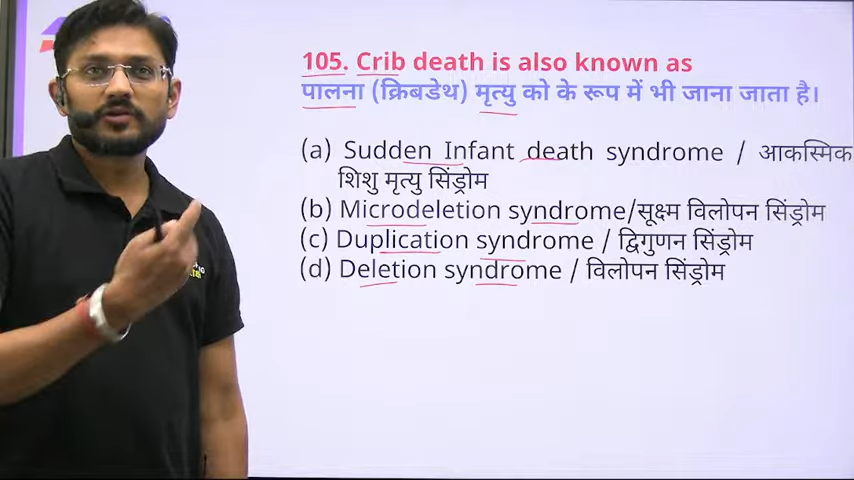 105. Crib death is also known as
पालना (क्रिबडेथ) मृत्यु को के रूप में भी जाना जाता है।
(a) Sudden Infant death syndrome / आकस्मिक
शिशु मृत्यु सिंड्रोम
(b) Microdeletion syndrome/सूक्ष्म विलोपन सिंड्रोम
(c) Duplication syndrome / द्विगुणन सिंड्रोम
(d) Deletion syndrome / विलोपन सिंड्रोम